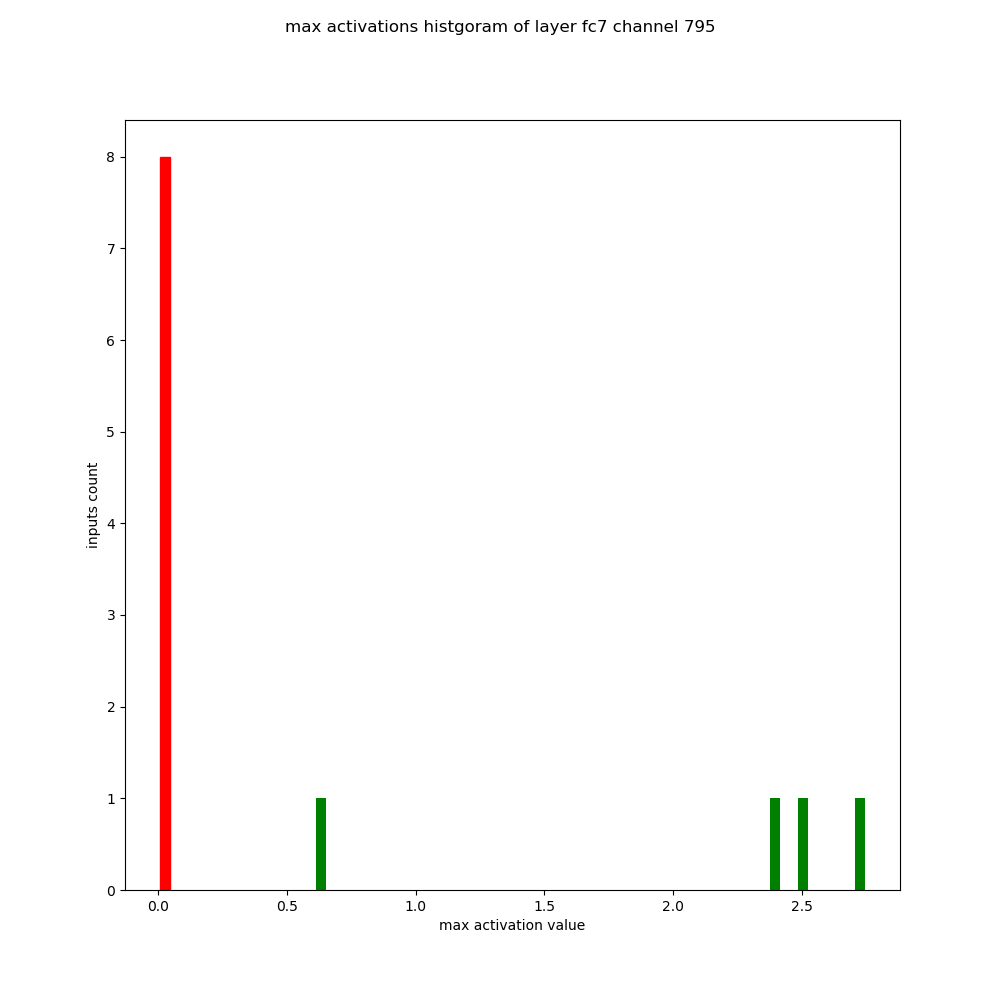 max activations histgoram of layer fc7 channel 795
8
7
6
5
4
3
2
1
0
inputs count
0.0 0.5 1.0 1.5 2.0 2.5
max activation value